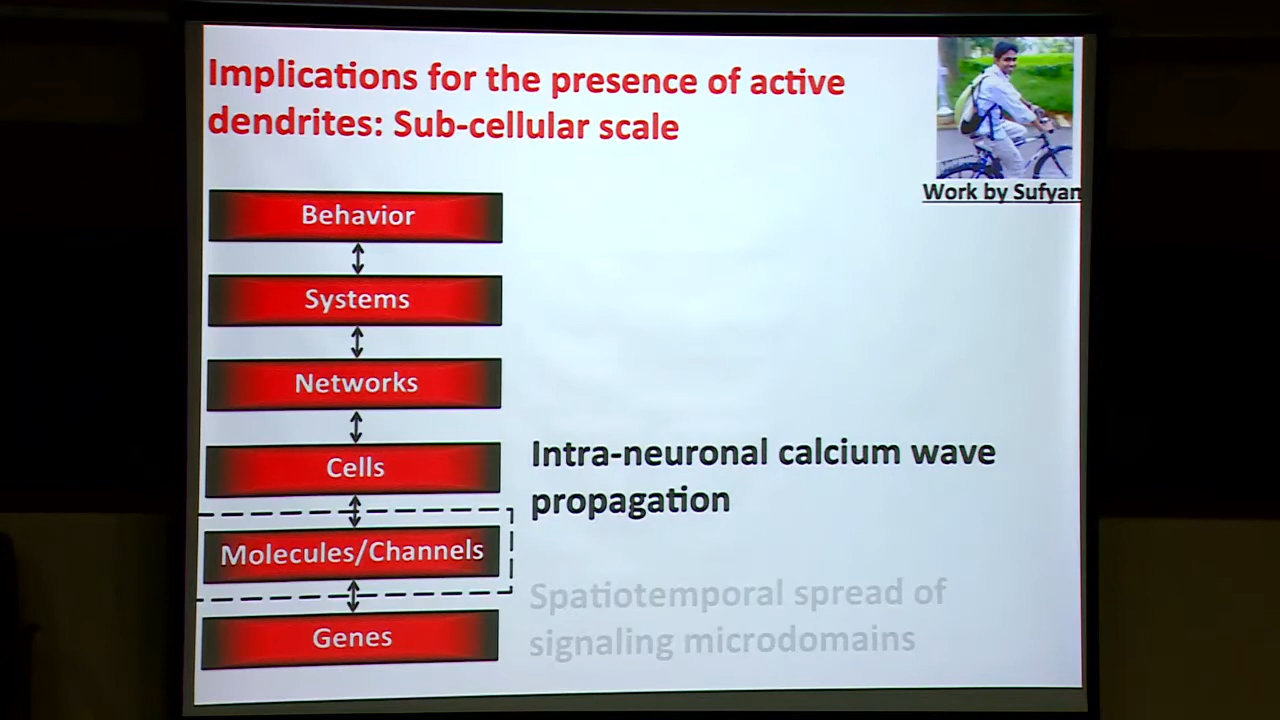 Implications for the presence of active
dendrites: Sub-cellular scale
Work by Sufyan
Behavior
Systems
Networks
Cells
Intra-neuronal calcium wave
propagation
Molecules/Channels
Spatiotemporal spread of
signaling microdomains
Genes